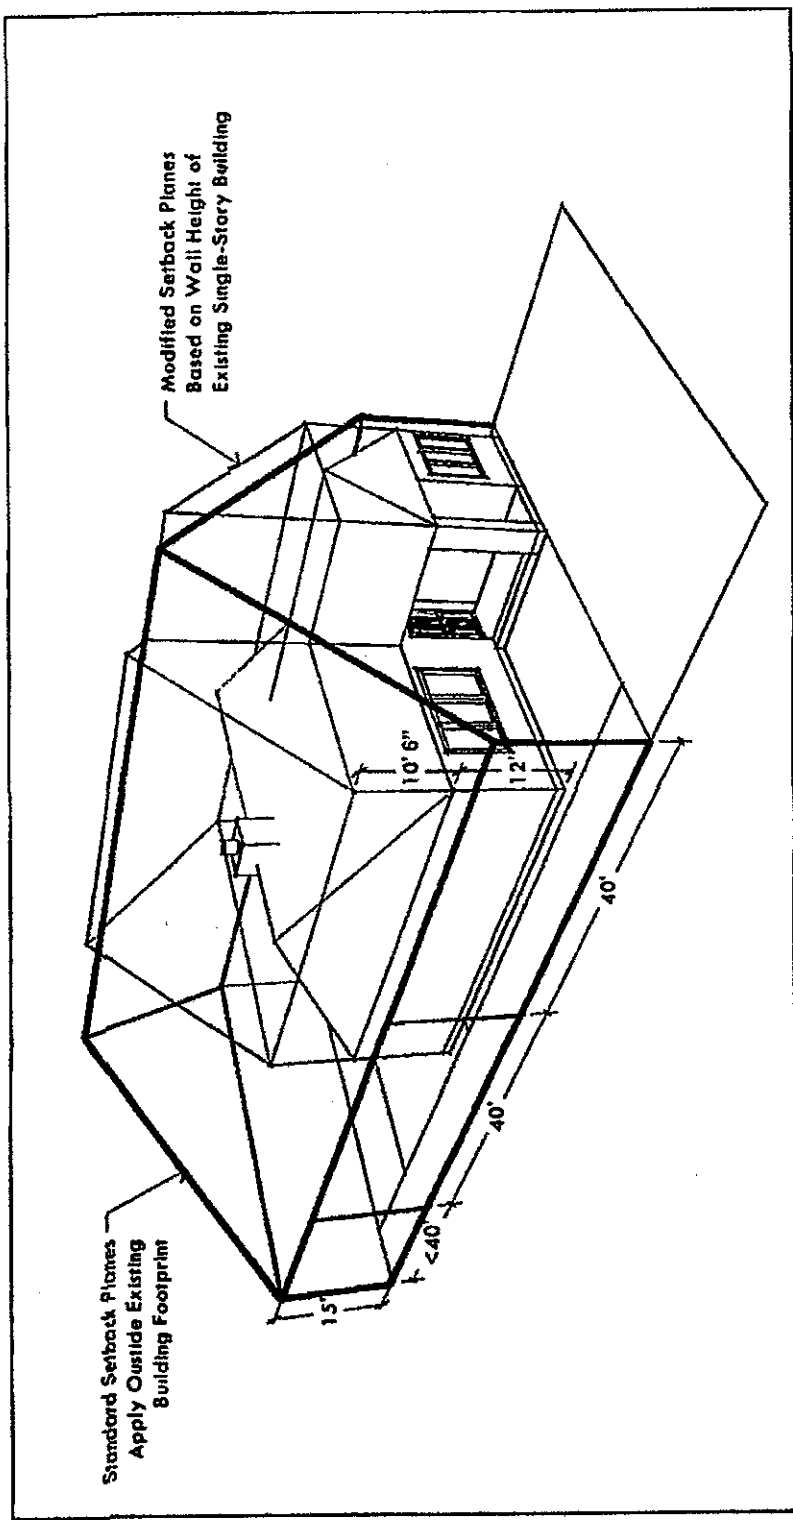 Standard Setback Planes
Apply Oustide Existing
Building Footprint
Modified Setback Planes
Based on Wall Height of
Existing Single-Story Building
10' 6"
12'
15'
<40'
40'
40'